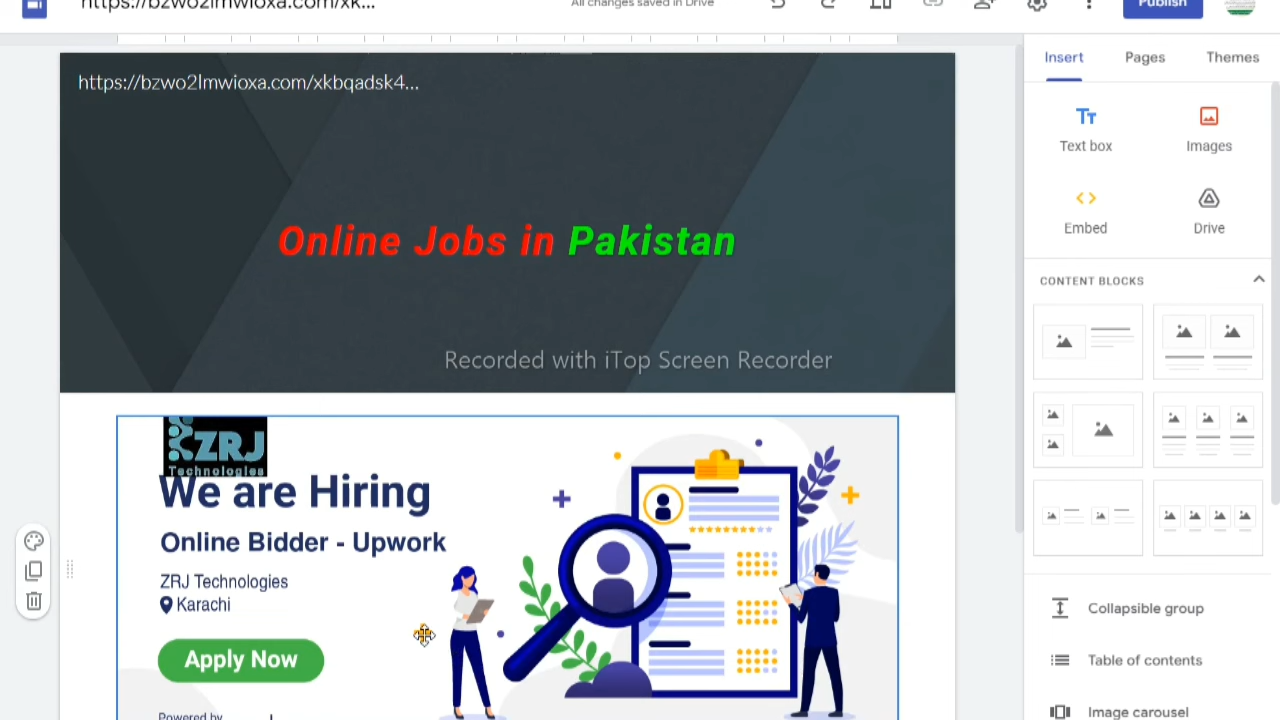 https://bzwo2lmwioxa.com/xk...
All changes saved in Drive
Publish
Insert
Pages
Themes
https://bzwo2lmwioxa.com/xkbqadsk4...
Text box
Images
Embed
Drive
Online Jobs in Pakistan
CONTENT BLOCKS
Recorded with iTop Screen Recorder
ZRJ
Technologies
We are Hiring
Online Bidder - Upwork
ZRJ Technologies
Karachi
Apply Now
Powered by
Collapsible group
Table of contents
Image carousel